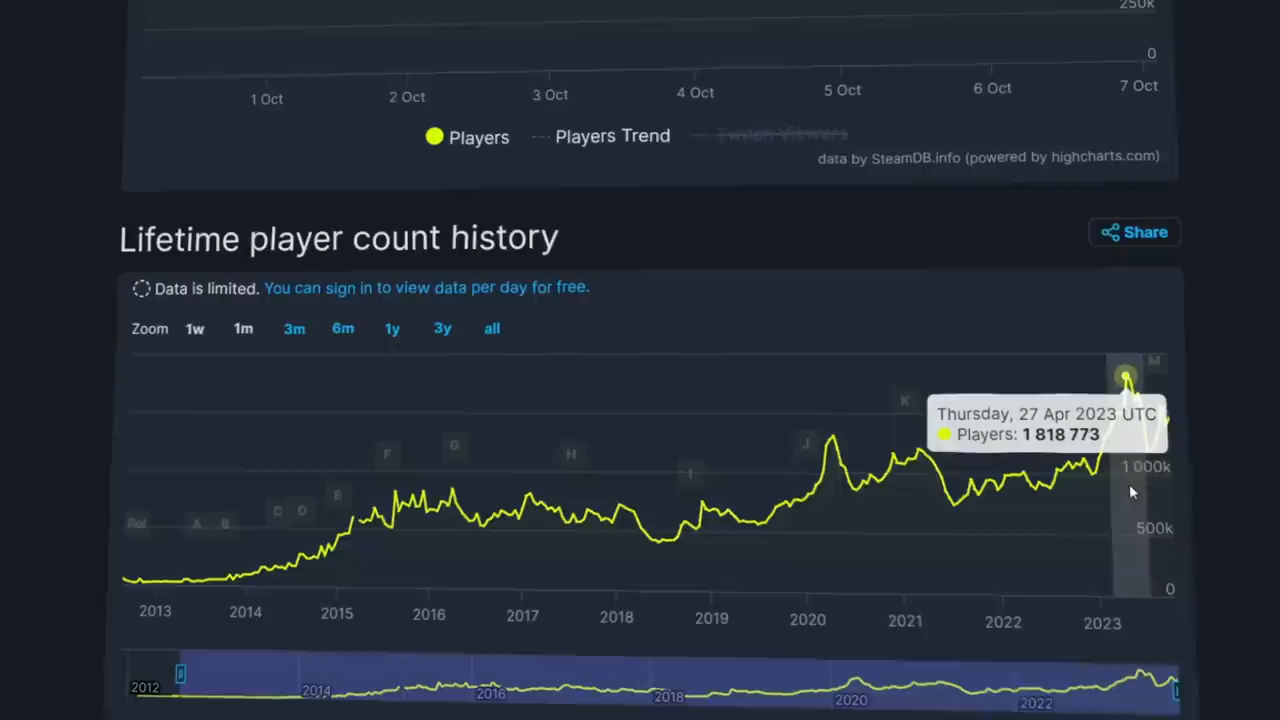 250k
0
1 Oct 2 Oct 3 Oct 4 Oct 5 Oct 6 Oct 7 Oct
Players Players Trend Twitch Viewers
data by SteamDB.info (powered by highcharts.com)
Lifetime player count history
Share
Data is limited. You can sign in to view data per day for free.
Zoom 1w 1m 3m 6m 1y 3y all
M
K
Thursday, 27 Apr 2023 UTC
Players: 1 818 773
F G H I J
1 000k
E
C D
A B
500k
0
2013 2014 2015 2016 2017 2018 2019 2020 2021 2022 2023
2012 2014 2016 2018 2020 2022